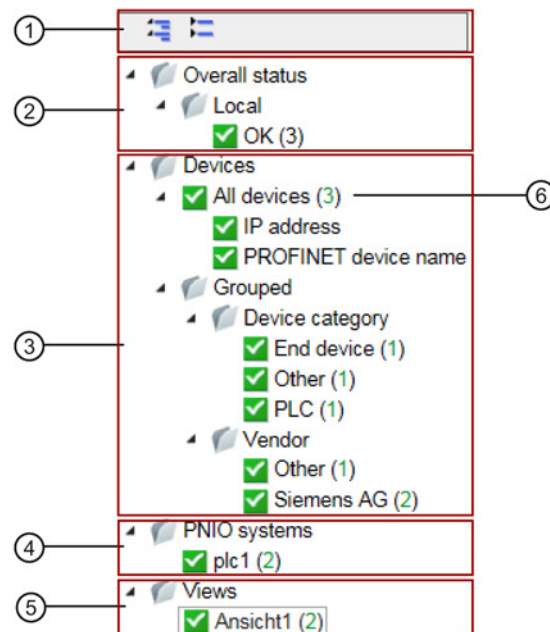 ①
② Overall status
Local
OK (3)
③ Devices
All devices (3) ⑥
IP address
PROFINET device name
Grouped
Device category
End device (1)
Other (1)
PLC (1)
Vendor
Other (1)
Siemens AG (2)
④ PNIO systems
plc1 (2)
⑤ Views
Ansicht1 (2)